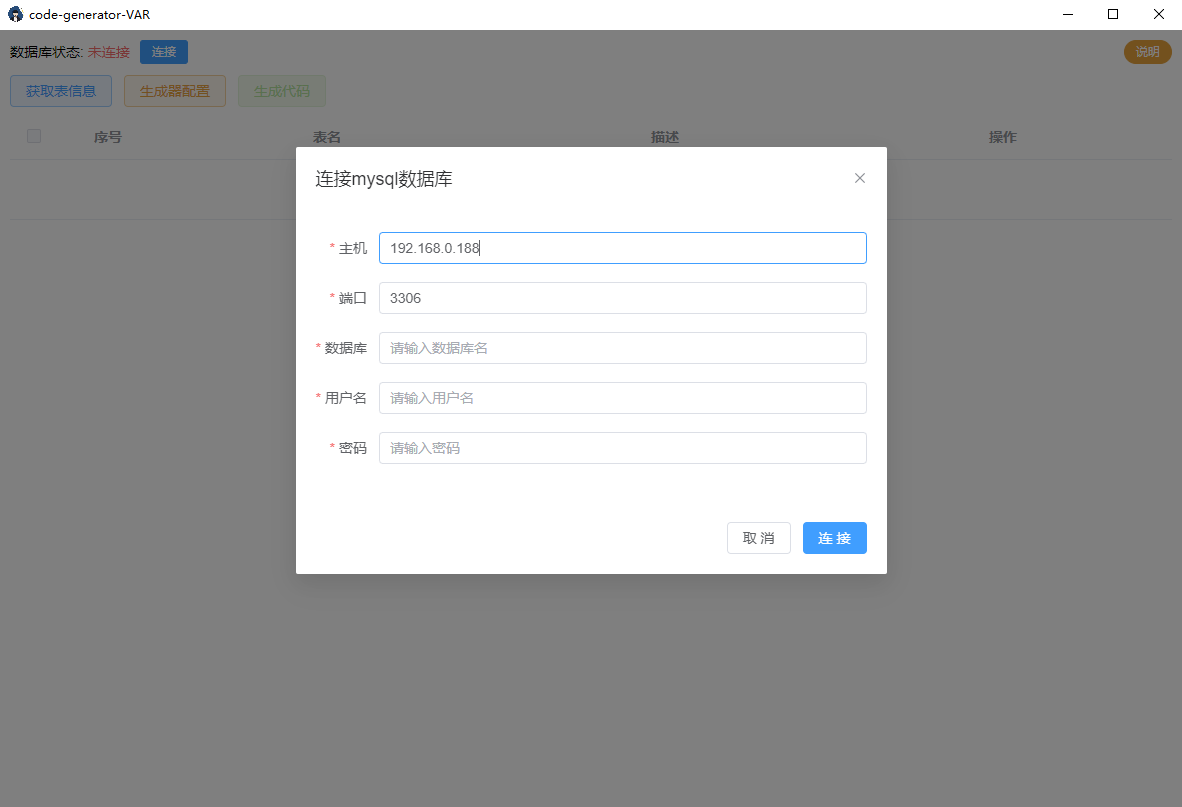 code-generator-VAR
数据库状态: 未连接 连接 说明
获取表信息 生成器配置 生成代码
序号 表名 描述 操作
连接mysql数据库
* 主机 192.168.0.188
* 端口 3306
* 数据库 请输入数据库名
* 用户名 请输入用户名
* 密码 请输入密码
取 消 连 接